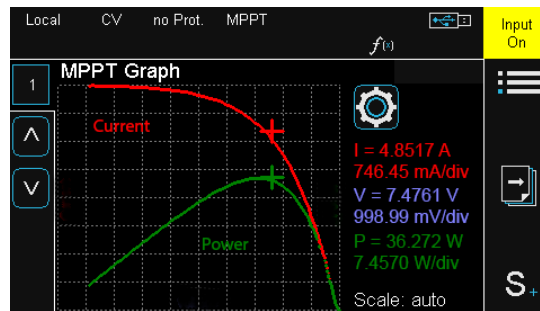 Local CV no Prot. MPPT
Input
On
f(x)
1
MPPT Graph
Current
Power
I = 4.8517 A
746.45 mA/div
V = 7.4761 V
998.99 mV/div
P = 36.272 W
7.4570 W/div
Scale: auto
S+